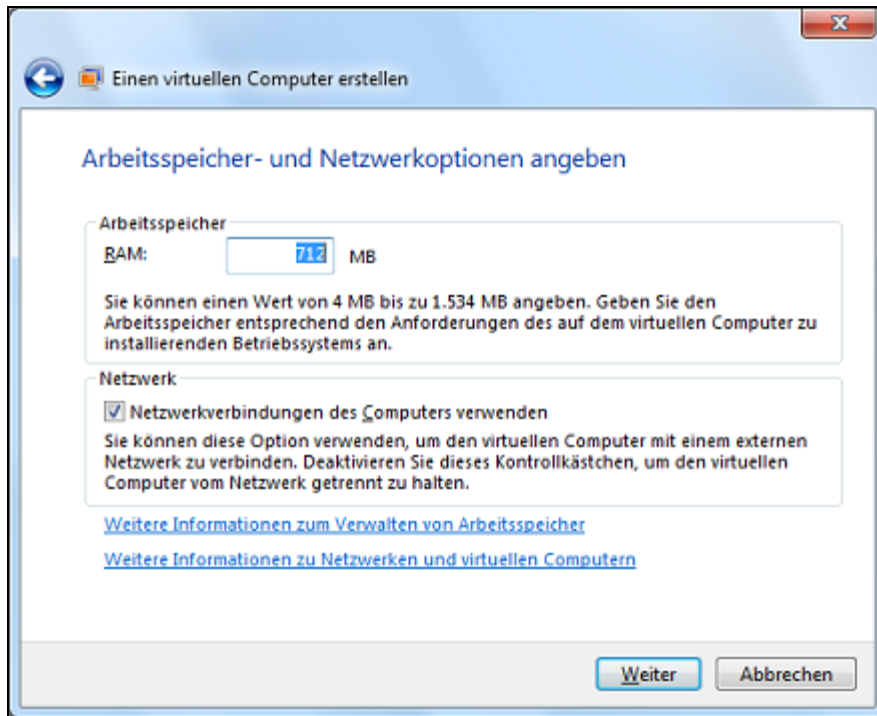 Einen virtuellen Computer erstellen
Arbeitsspeicher- und Netzwerkoptionen angeben
Arbeitsspeicher
RAM: 712 MB
Sie können einen Wert von 4 MB bis zu 1.534 MB angeben. Geben Sie den
Arbeitsspeicher entsprechend den Anforderungen des auf dem virtuellen Computer zu
installierenden Betriebssystems an.
Netzwerk
Netzwerkverbindungen des Computers verwenden
Sie können diese Option verwenden, um den virtuellen Computer mit einem externen
Netzwerk zu verbinden. Deaktivieren Sie dieses Kontrollkästchen, um den virtuellen
Computer vom Netzwerk getrennt zu halten.
Weitere Informationen zum Verwalten von Arbeitsspeicher
Weitere Informationen zu Netzwerken und virtuellen Computern
Weiter Abbrechen